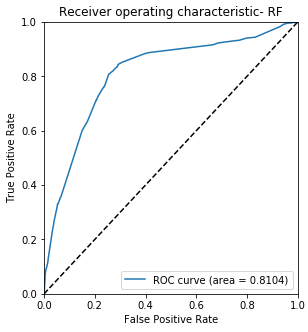 Receiver operating characteristic- RF
True Positive Rate
1.0
0.8
0.6
0.4
0.2
0.0
ROC curve (area = 0.8104)
0.0 0.2 0.4 0.6 0.8 1.0
False Positive Rate